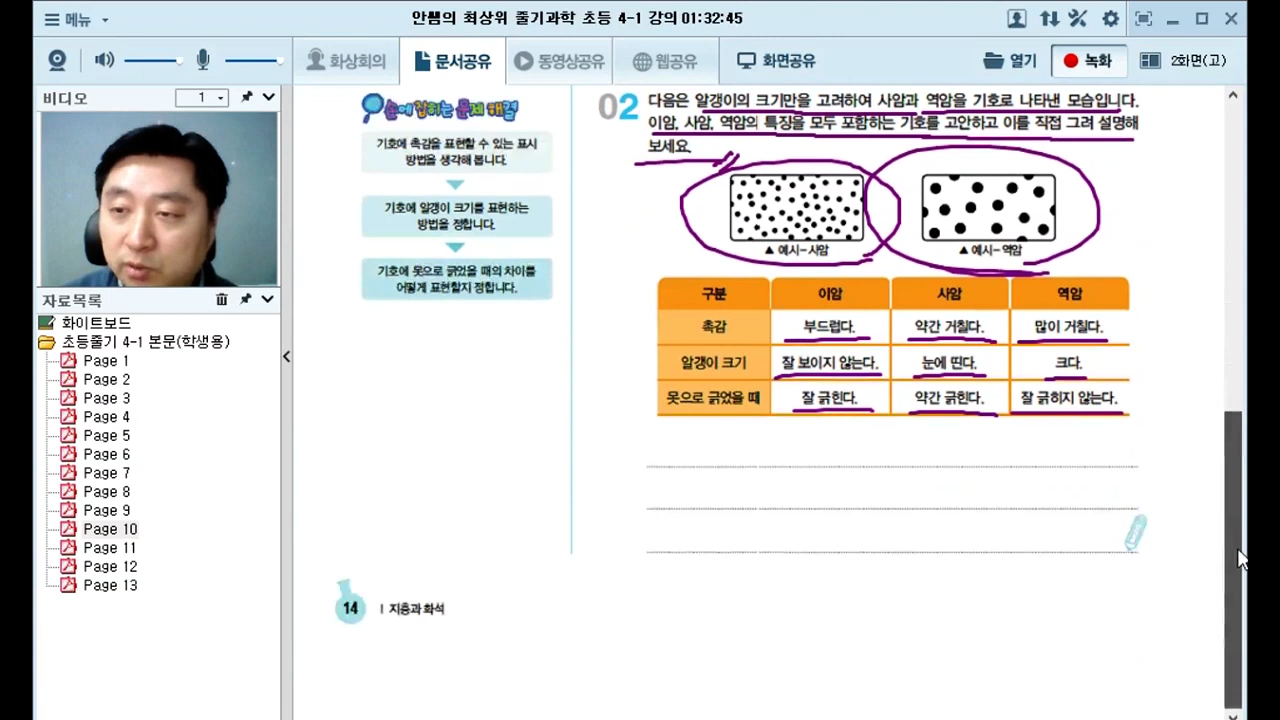 메뉴
안쌤의 최상위 줄기과학 초등 4-1 강의 01:32:45
화상회의
문서공유
동영상공유
웹공유
화면공유
열기
녹화
2화면(고)
비디오
1
자료목록
화이트보드
초등줄기 4-1 본문(학생용)
Page 1
Page 2
Page 3
Page 4
Page 5
Page 6
Page 7
Page 8
Page 9
Page 10
Page 11
Page 12
Page 13
손에 잡히는 문제 해결
기호에 촉감을 표현할 수 있는 표시
방법을 생각해 봅니다.
기호에 알갱이 크기를 표현하는
방법을 정합니다.
기호에 못으로 긁었을 때의 차이를
어떻게 표현할지 정합니다.
02 다음은 알갱이의 크기만을 고려하여 사암과 역암을 기호로 나타낸 모습입니다.
이암, 사암, 역암의 특징을 모두 포함하는 기호를 고안하고 이를 직접 그려 설명해
보세요.
▲ 예시-사암
▲ 예시-역암
구분 이암 사암 역암
촉감 부드럽다. 약간 거칠다. 많이 거칠다.
알갱이 크기 잘 보이지 않는다. 눈에 띈다. 크다.
못으로 긁었을 때 잘 긁힌다. 약간 긁힌다. 잘 긁히지 않는다.
14 Ⅰ 지층과 화석